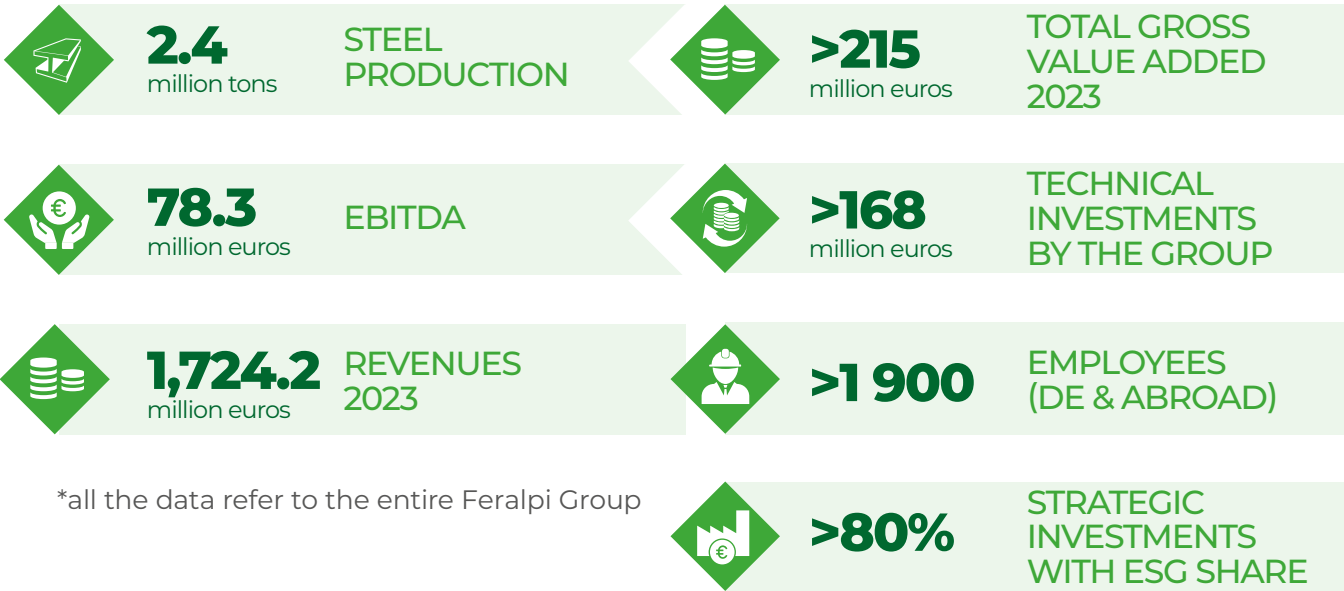 2.4
million tons
STEEL
PRODUCTION
>215
million euros
TOTAL GROSS
VALUE ADDED
2023
78.3
million euros
EBITDA
>168
million euros
TECHNICAL
INVESTMENTS
BY THE GROUP
1,724.2
million euros
REVENUES
2023
>1 900
EMPLOYEES
(DE & ABROAD)
*all the data refer to the entire Feralpi Group
>80%
STRATEGIC
INVESTMENTS
WITH ESG SHARE